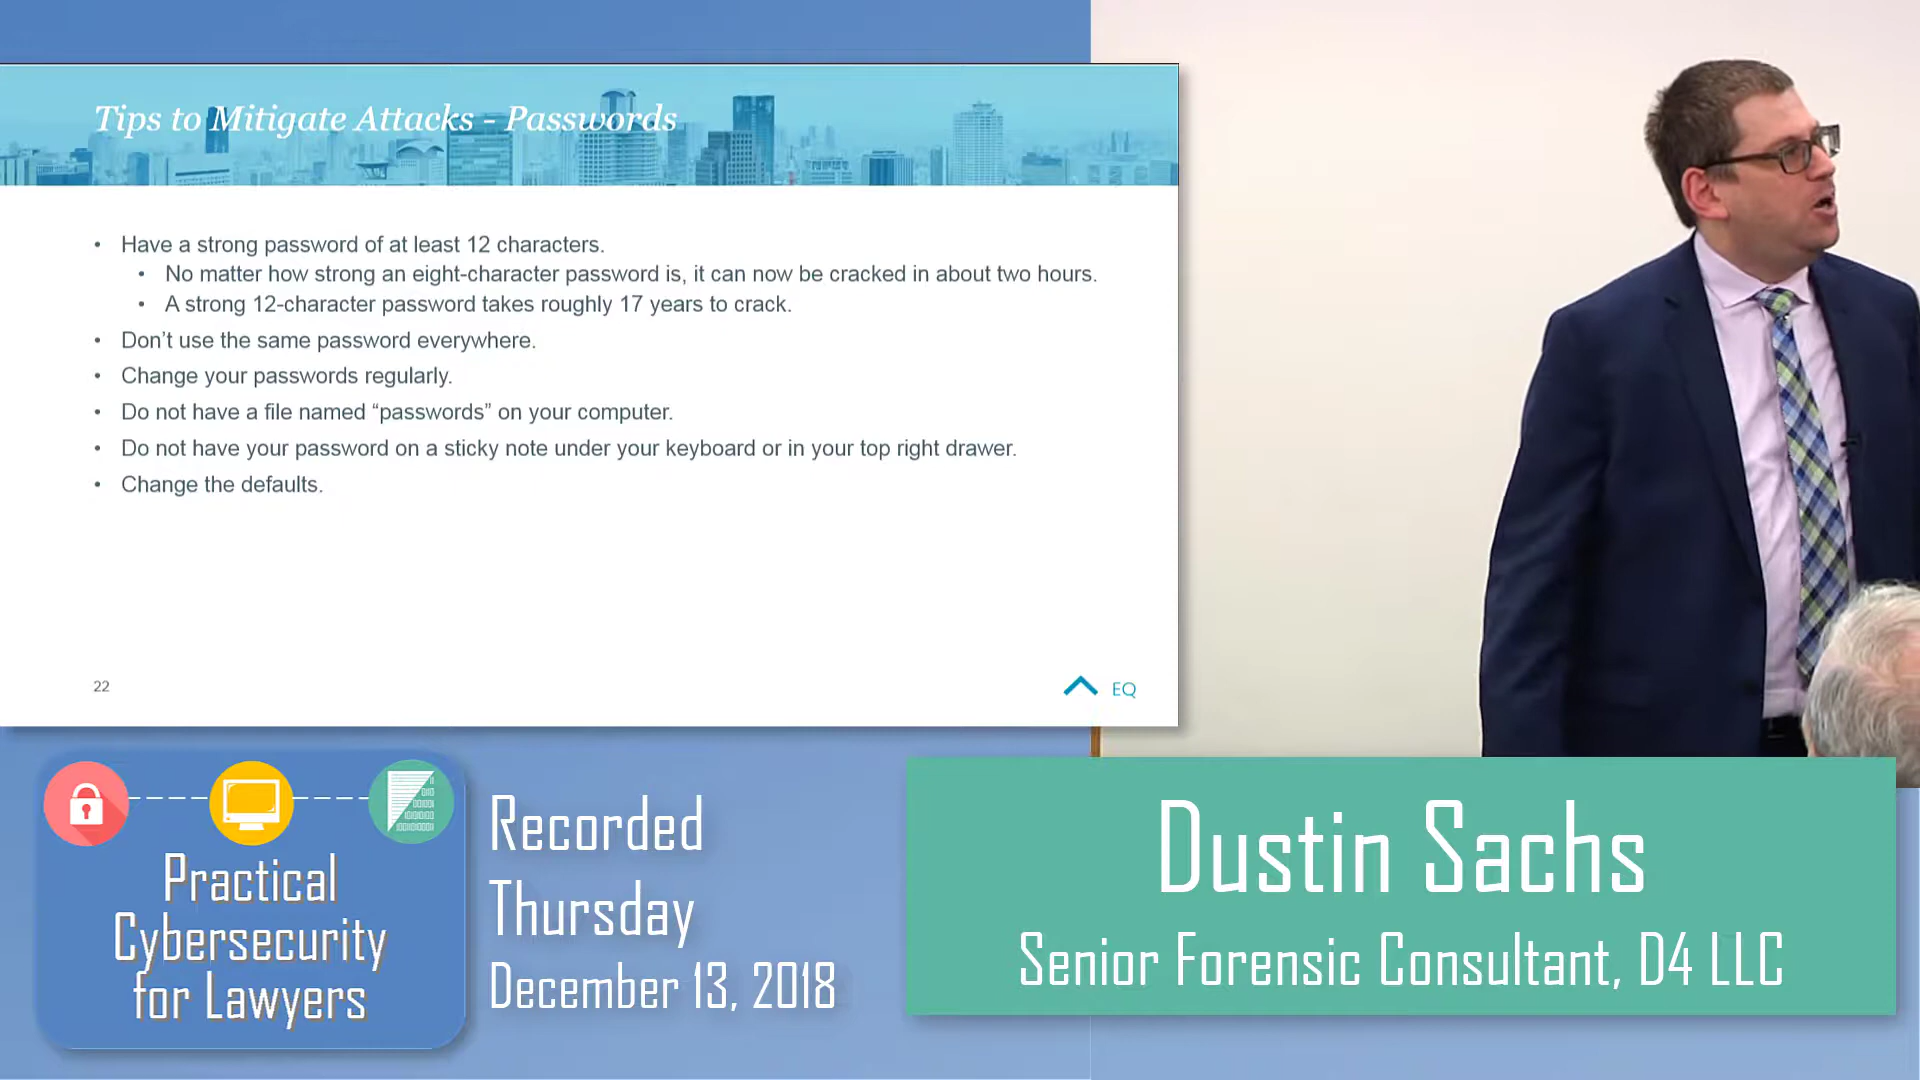 Tips to Mitigate Attacks - Passwords
• Have a strong password of at least 12 characters.
• No matter how strong an eight-character password is, it can now be cracked in about two hours.
• A strong 12-character password takes roughly 17 years to crack.
• Don’t use the same password everywhere.
• Change your passwords regularly.
• Do not have a file named “passwords” on your computer.
• Do not have your password on a sticky note under your keyboard or in your top right drawer.
• Change the defaults.
22
EQ
Practical
Cybersecurity
for Lawyers
Recorded
Thursday
December 13, 2018
Dustin Sachs
Senior Forensic Consultant, D4 LLC